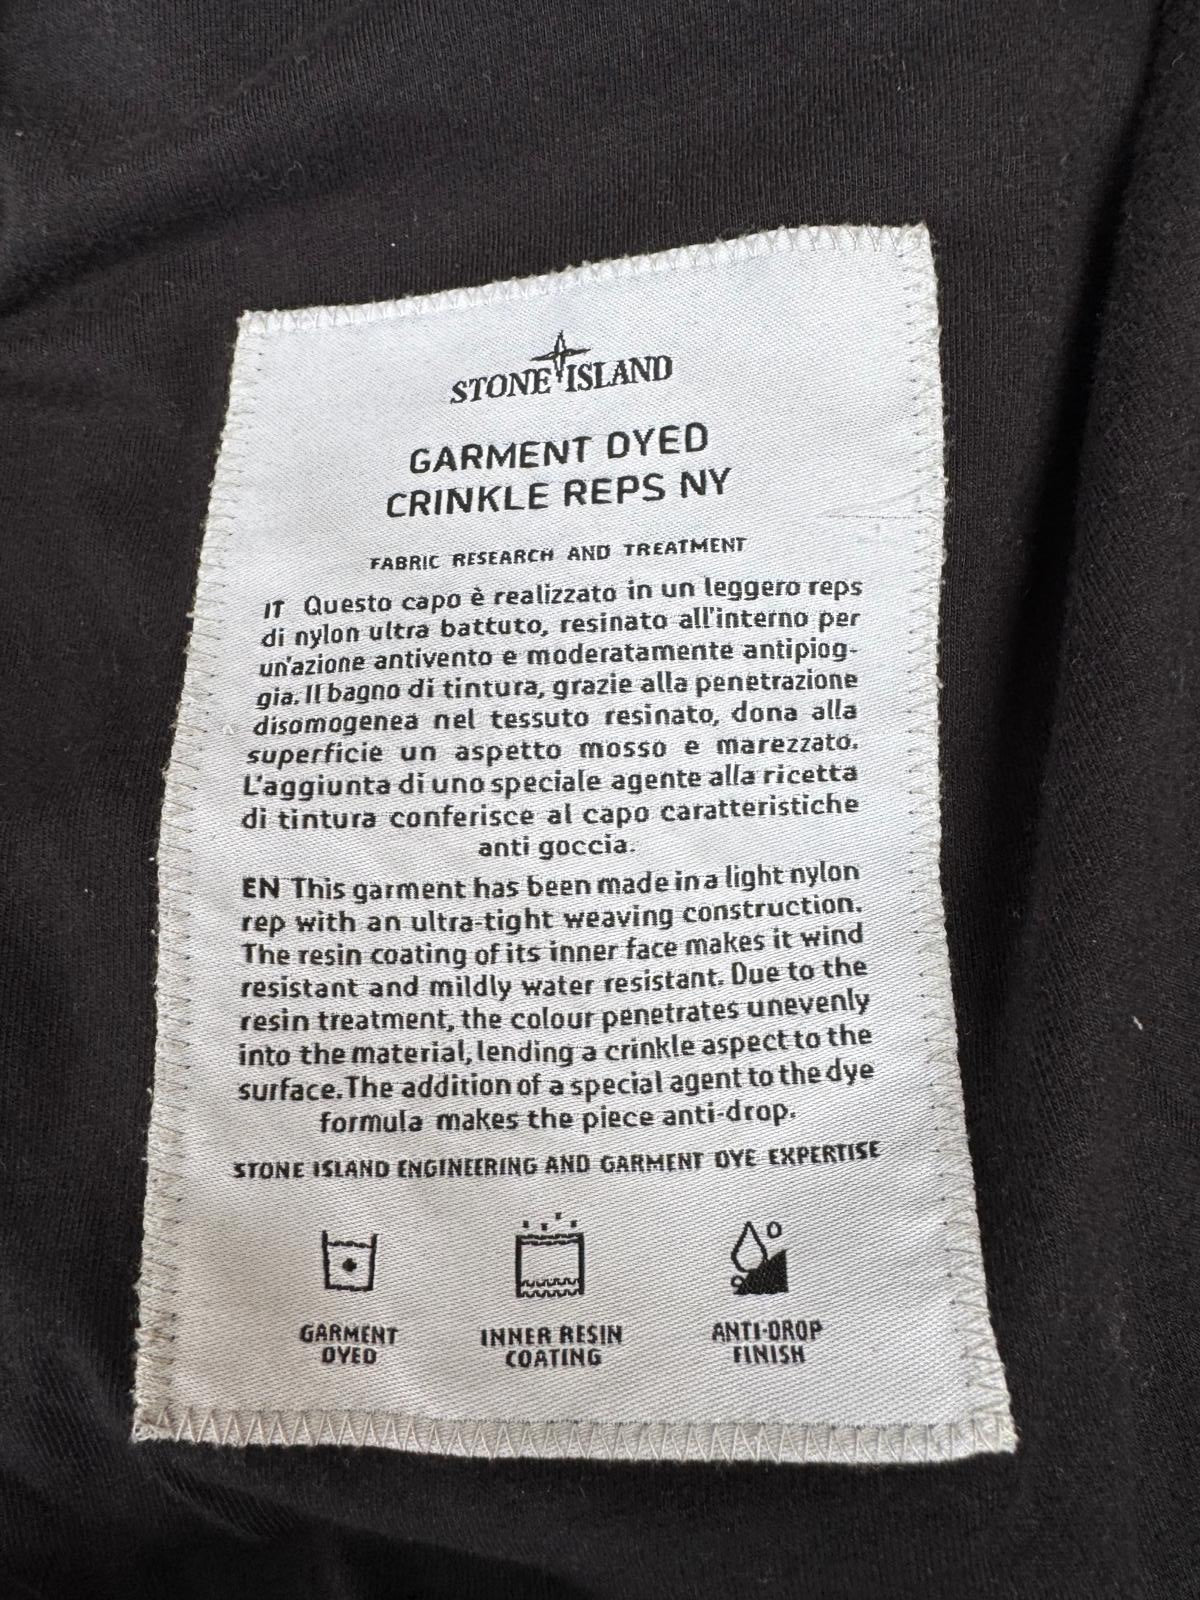 STONE ISLAND
GARMENT DYED
CRINKLE REPS NY
FABRIC RESEARCH AND TREATMENT
IT Questo capo è realizzato in un leggero reps
di nylon ultra battuto, resinato all'interno per
un'azione antivento e moderatamente antipiog-
gia. Il bagno di tintura, grazie alla penetrazione
disomogenea nel tessuto resinato, dona alla
superficie un aspetto mosso e marezzato.
L'aggiunta di uno speciale agente alla ricetta
di tintura conferisce al capo caratteristiche
anti goccia.
EN This garment has been made in a light nylon
rep with an ultra-tight weaving construction.
The resin coating of its inner face makes it wind
resistant and mildly water resistant. Due to the
resin treatment, the colour penetrates unevenly
into the material, lending a crinkle aspect to the
surface. The addition of a special agent to the dye
formula makes the piece anti-drop.
STONE ISLAND ENGINEERING AND GARMENT DYE EXPERTISE
GARMENT INNER RESIN ANTI-DROP
DYED COATING FINISH